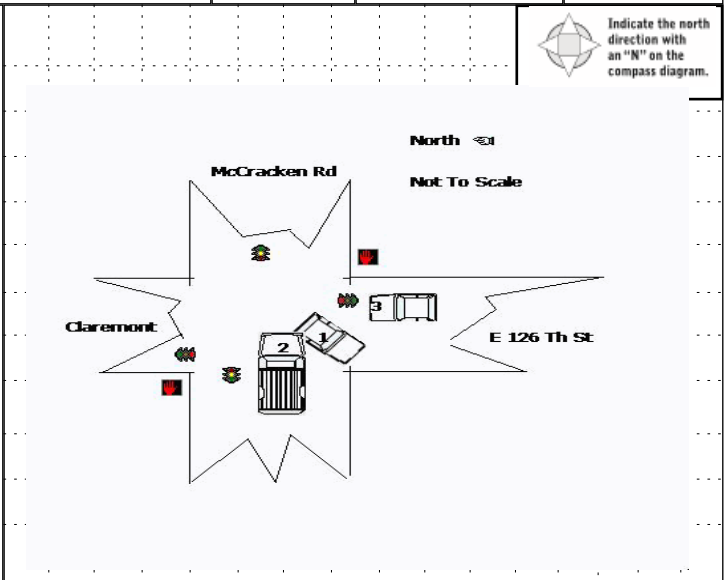 Indicate the north
direction with
an "N" on the
compass diagram.
North
McCracken Rd
Not To Scale
3
Claremont
1
2
E 126 Th St